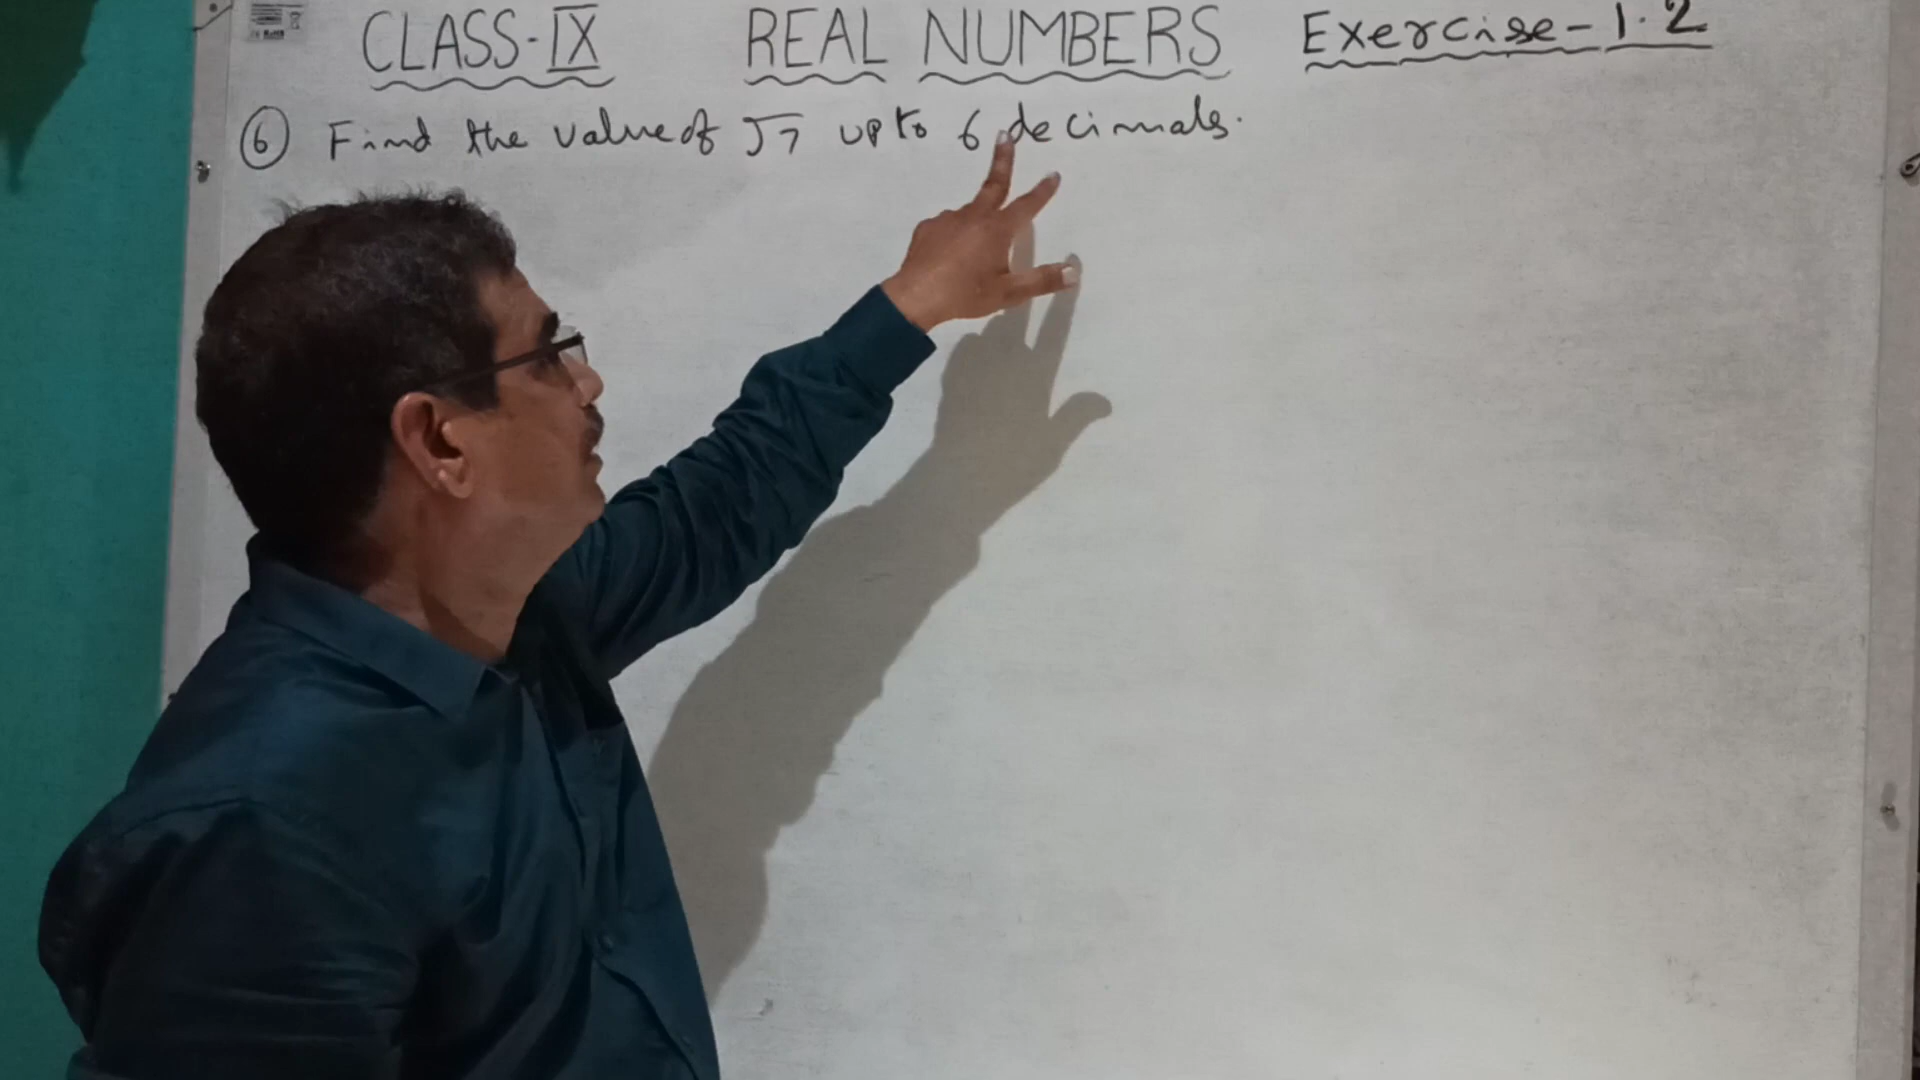 CLASS-IX REAL NUMBERS Exercise-1.2
⑥ Find the value of √7 upto 6 decimals.